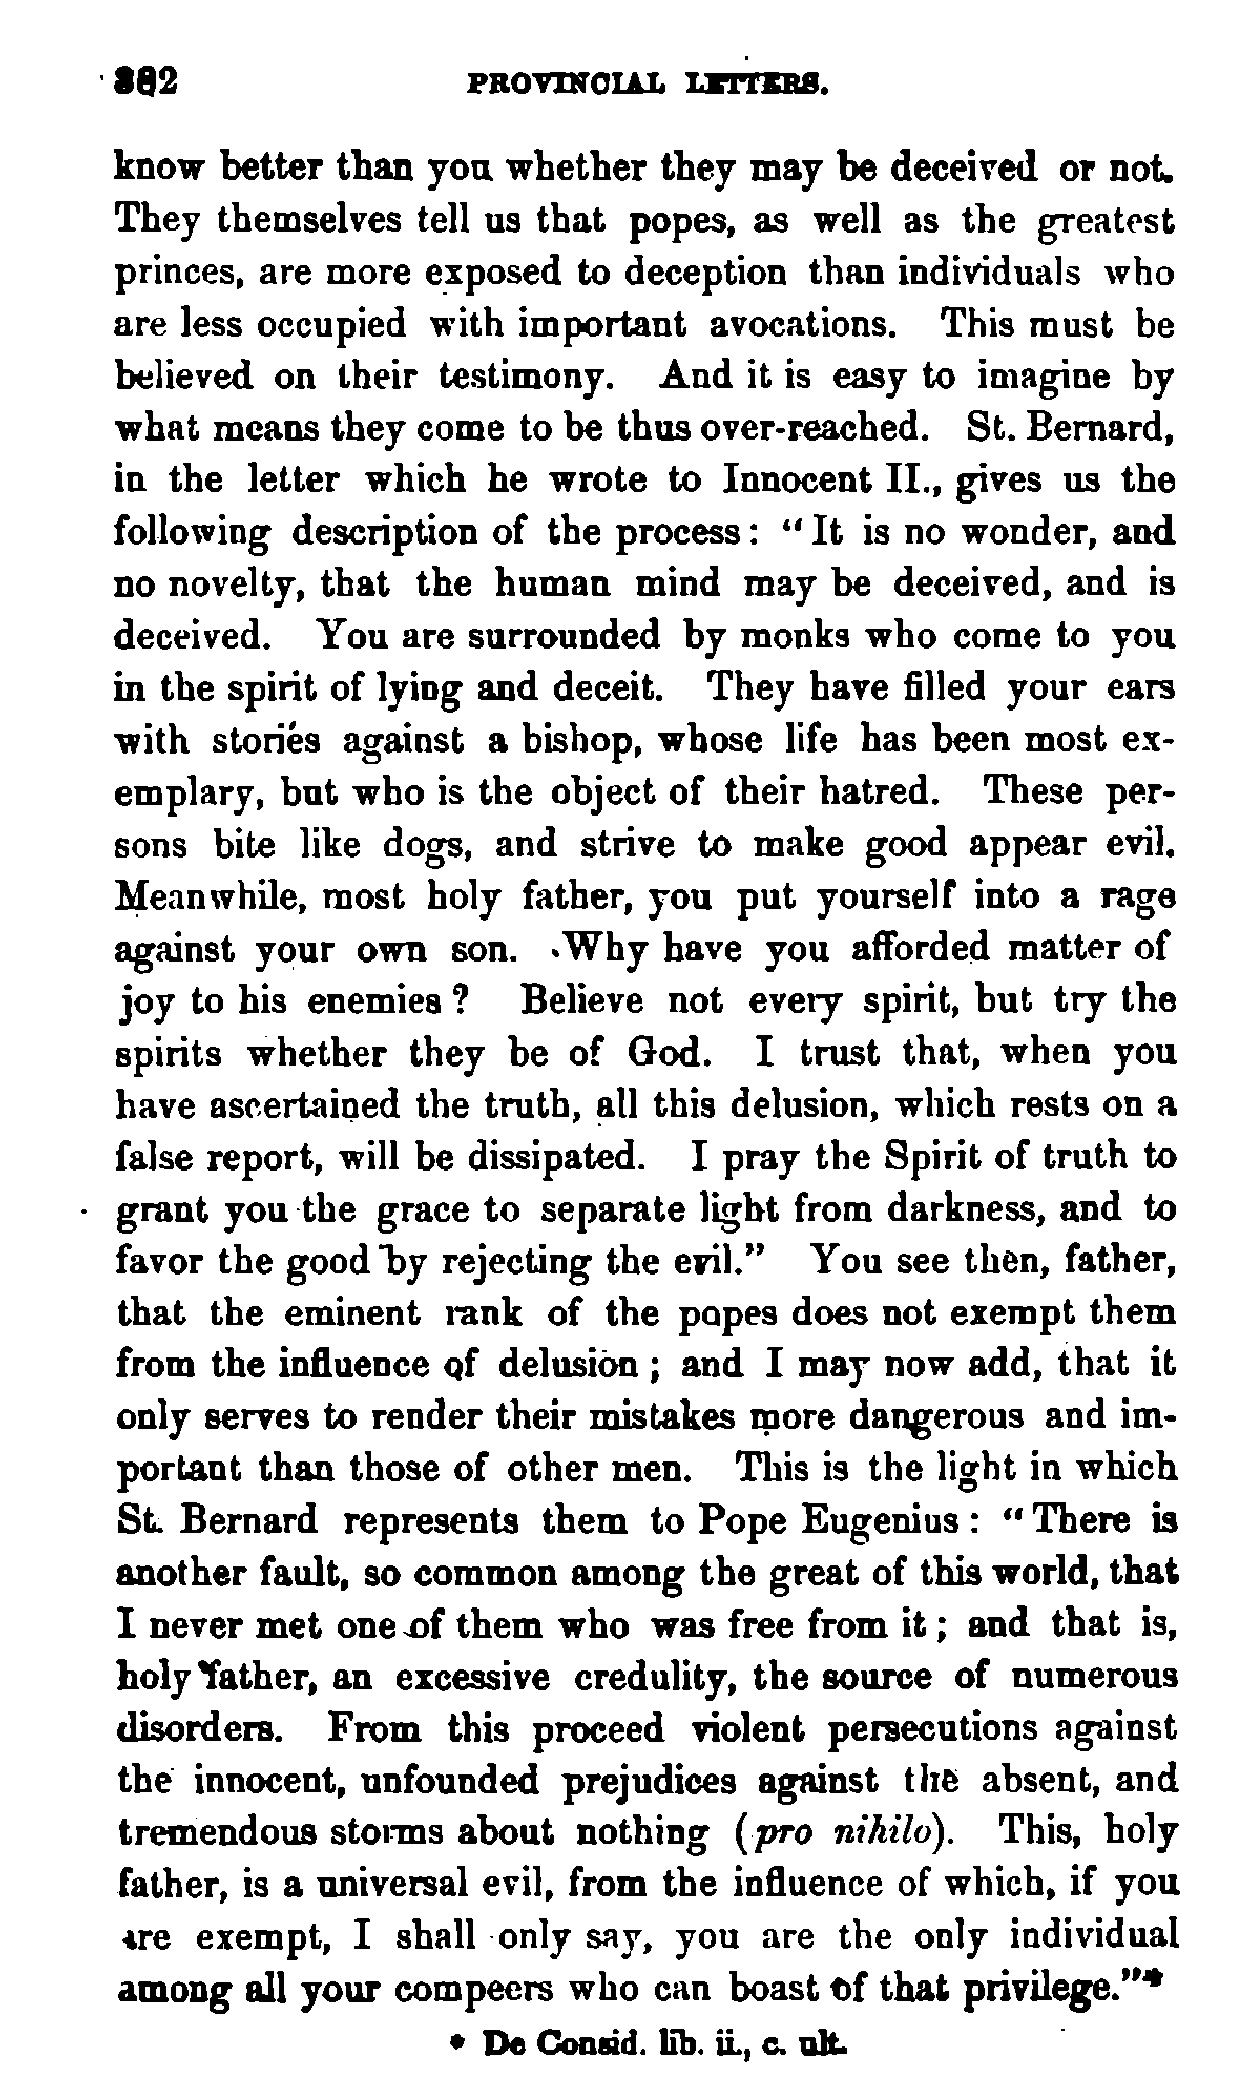 382 PROVINCIAL LETTERS.
know better than you whether they may be deceived or not.
They themselves tell us that popes, as well as the greatest
princes, are more exposed to deception than individuals who
are less occupied with important avocations. This must be
believed on their testimony. And it is easy to imagine by
what means they come to be thus over-reached. St. Bernard,
in the letter which he wrote to Innocent II., gives us the
following description of the process: "It is no wonder, and
no novelty, that the human mind may be deceived, and is
deceived. You are surrounded by monks who come to you
in the spirit of lying and deceit. They have filled your ears
with stories against a bishop, whose life has been most ex-
emplary, but who is the object of their hatred. These per-
sons bite like dogs, and strive to make good appear evil.
Meanwhile, most holy father, you put yourself into a rage
against your own son. Why have you afforded matter of
joy to his enemies? Believe not every spirit, but try the
spirits whether they be of God. I trust that, when you
have ascertained the truth, all this delusion, which rests on a
false report, will be dissipated. I pray the Spirit of truth to
grant you the grace to separate light from darkness, and to
favor the good by rejecting the evil." You see then, father,
that the eminent rank of the popes does not exempt them
from the influence of delusion; and I may now add, that it
only serves to render their mistakes more dangerous and im-
portant than those of other men. This is the light in which
St. Bernard represents them to Pope Eugenius: "There is
another fault, so common among the great of this world, that
I never met one of them who was free from it; and that is,
holy father, an excessive credulity, the source of numerous
disorders. From this proceed violent persecutions against
the innocent, unfounded prejudices against the absent, and
tremendous storms about nothing (pro nihilo). This, holy
father, is a universal evil, from the influence of which, if you
are exempt, I shall only say, you are the only individual
among all your compeers who can boast of that privilege."*
* De Consid. lib. ii., c. ult.